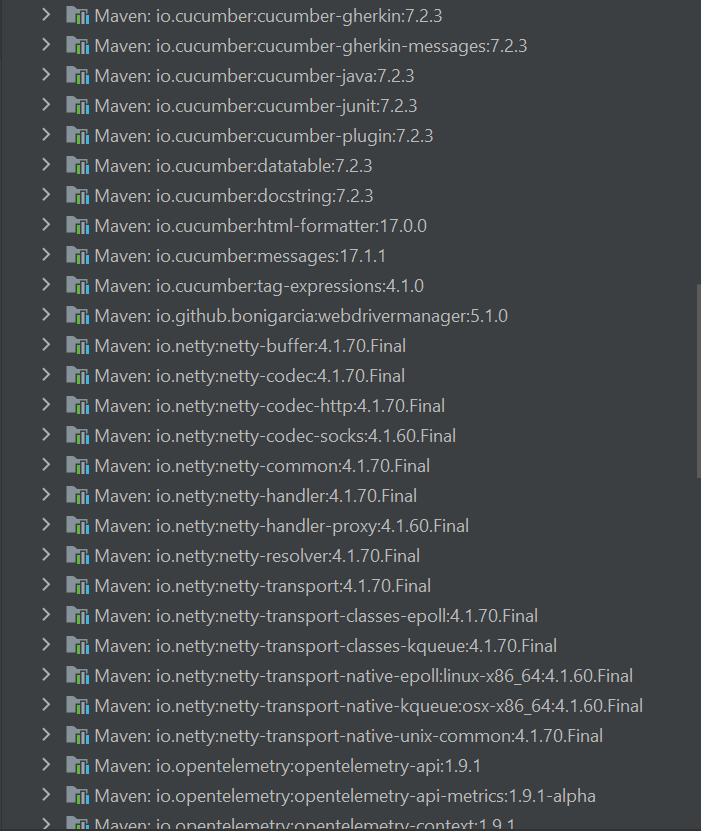 Maven: io.cucumber:cucumber-gherkin:7.2.3
Maven: io.cucumber:cucumber-gherkin-messages:7.2.3
Maven: io.cucumber:cucumber-java:7.2.3
Maven: io.cucumber:cucumber-junit:7.2.3
Maven: io.cucumber:cucumber-plugin:7.2.3
Maven: io.cucumber:datatable:7.2.3
Maven: io.cucumber:docstring:7.2.3
Maven: io.cucumber:html-formatter:17.0.0
Maven: io.cucumber:messages:17.1.1
Maven: io.cucumber:tag-expressions:4.1.0
Maven: io.github.bonigarcia:webdrivermanager:5.1.0
Maven: io.netty:netty-buffer:4.1.70.Final
Maven: io.netty:netty-codec:4.1.70.Final
Maven: io.netty:netty-codec-http:4.1.70.Final
Maven: io.netty:netty-codec-socks:4.1.60.Final
Maven: io.netty:netty-common:4.1.70.Final
Maven: io.netty:netty-handler:4.1.70.Final
Maven: io.netty:netty-handler-proxy:4.1.60.Final
Maven: io.netty:netty-resolver:4.1.70.Final
Maven: io.netty:netty-transport:4.1.70.Final
Maven: io.netty:netty-transport-classes-epoll:4.1.70.Final
Maven: io.netty:netty-transport-classes-kqueue:4.1.70.Final
Maven: io.netty:netty-transport-native-epoll:linux-x86_64:4.1.60.Final
Maven: io.netty:netty-transport-native-kqueue:osx-x86_64:4.1.60.Final
Maven: io.netty:netty-transport-native-unix-common:4.1.70.Final
Maven: io.opentelemetry:opentelemetry-api:1.9.1
Maven: io.opentelemetry:opentelemetry-api-metrics:1.9.1-alpha
Maven: io.opentelemetry:opentelemetry-context:1.9.1